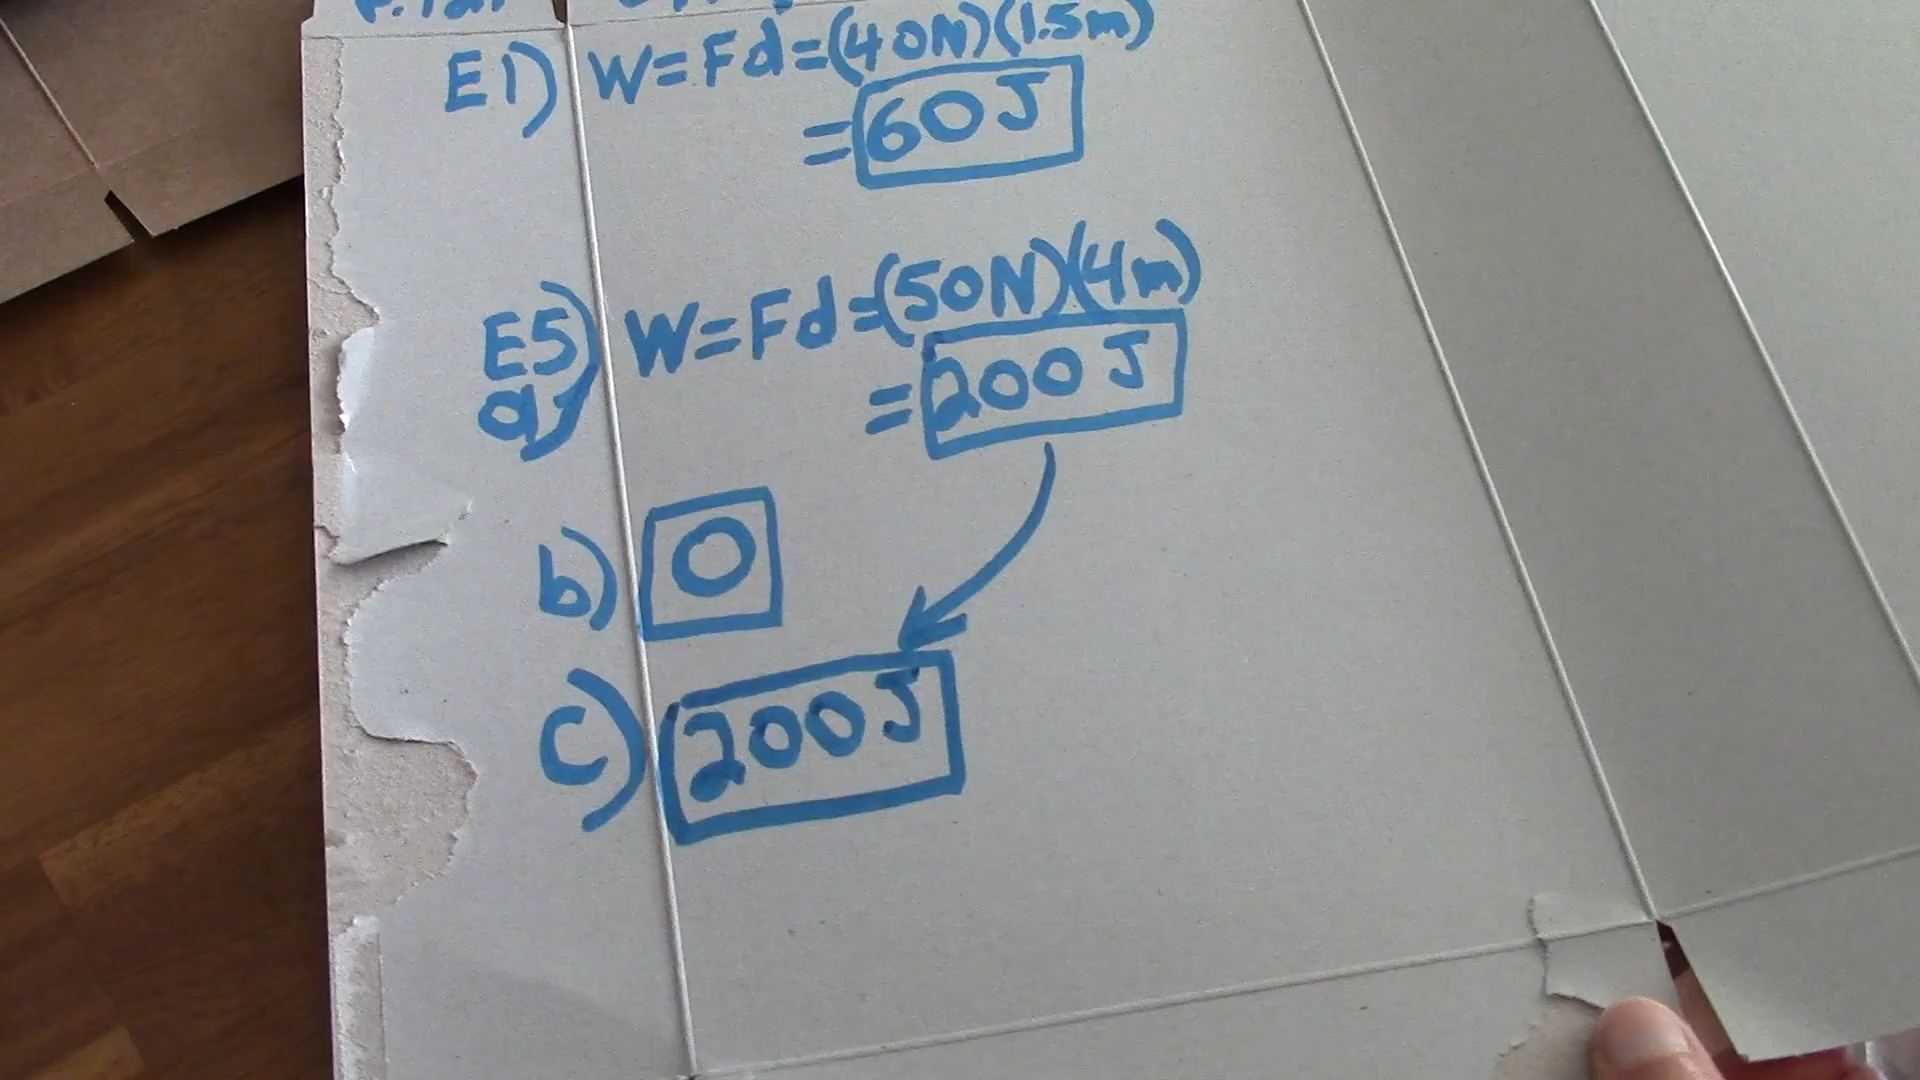 E1) W=Fd=(40N)(1.5m)
=60J
E5) W=Fd=(50N)(4m)
a) =200J
b) 0
c) 200J